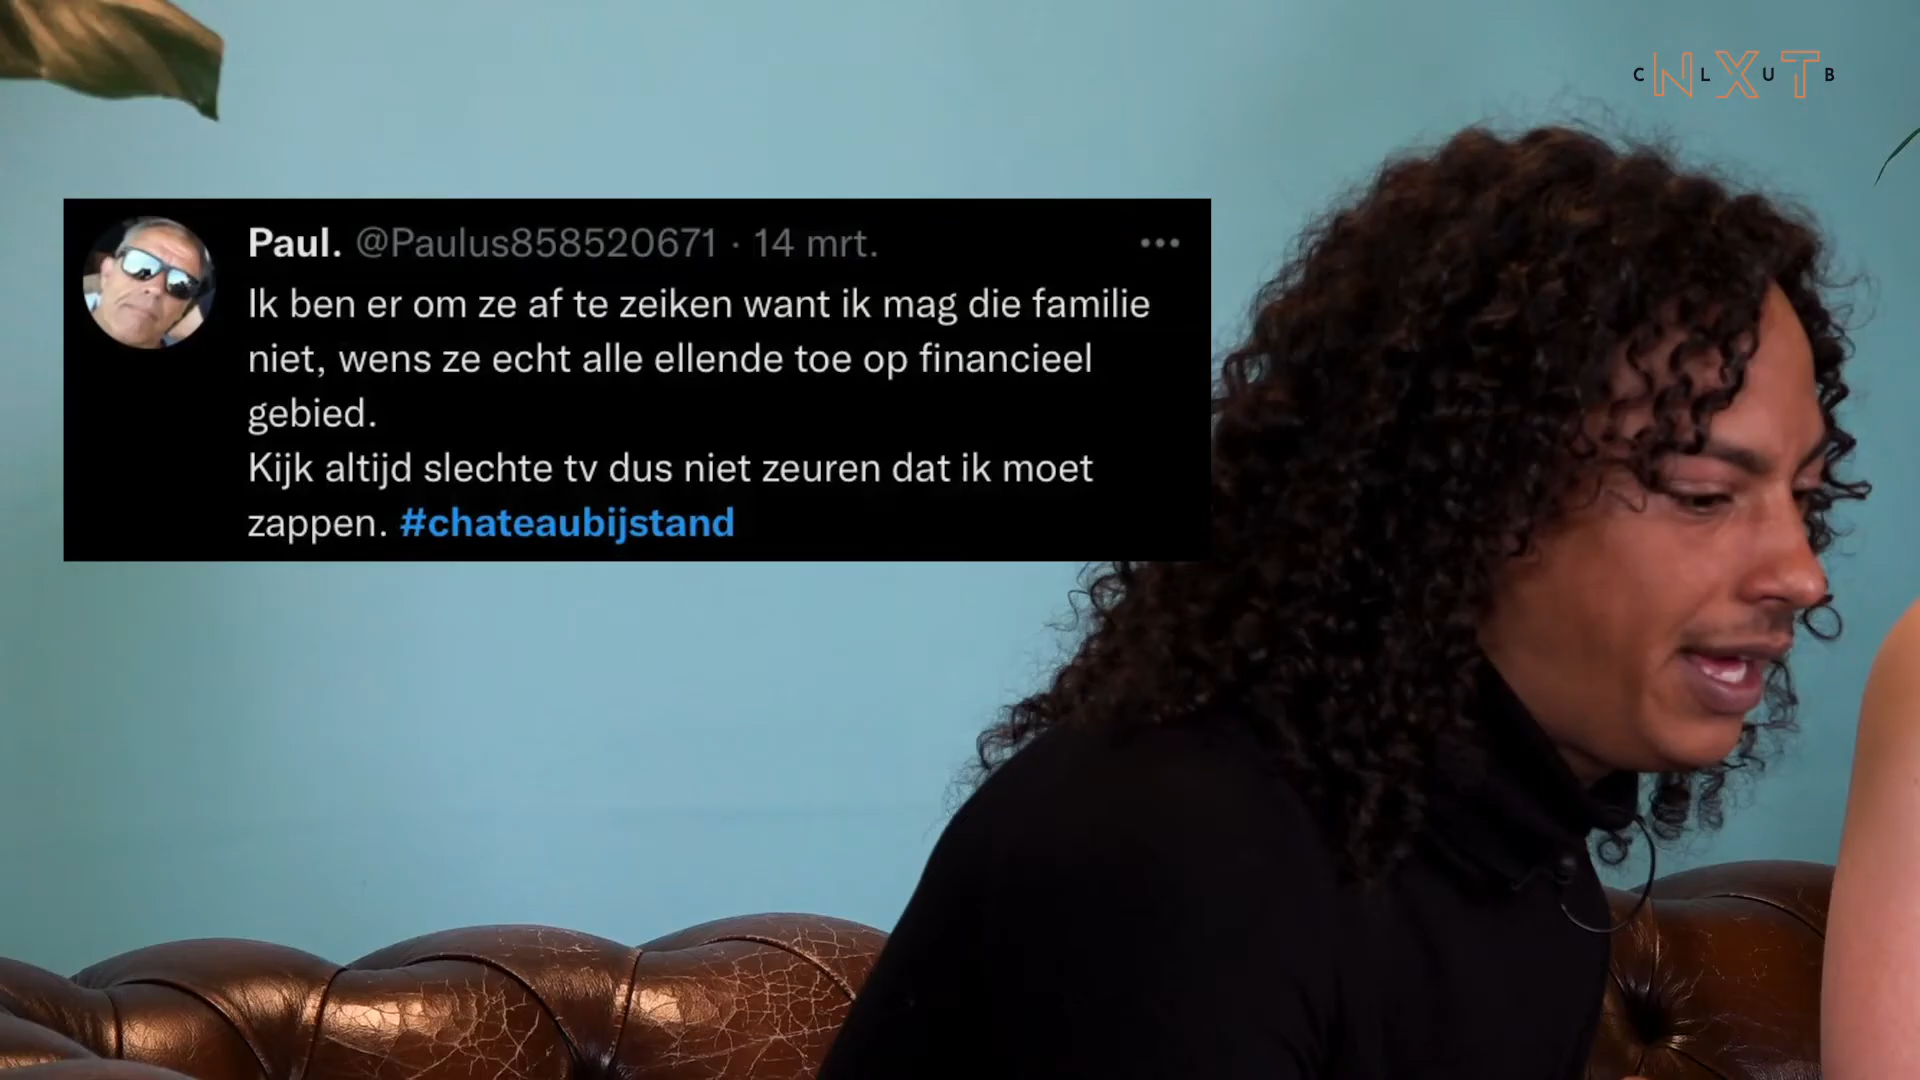 CNLXUTB
Paul. @Paulus858520671 · 14 mrt.
Ik ben er om ze af te zeiken want ik mag die familie
niet, wens ze echt alle ellende toe op financieel
gebied.
Kijk altijd slechte tv dus niet zeuren dat ik moet
zappen. #chateaubijstand